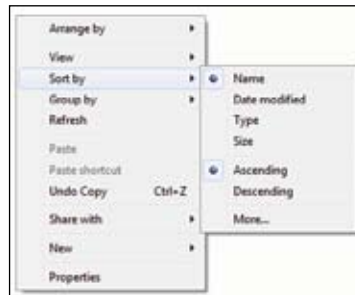 Arrange by
View
Sort by
Group by
Refresh
Paste
Paste shortcut
Undo Copy Ctrl+Z
Share with
New
Properties
Name
Date modified
Type
Size
Ascending
Descending
More...